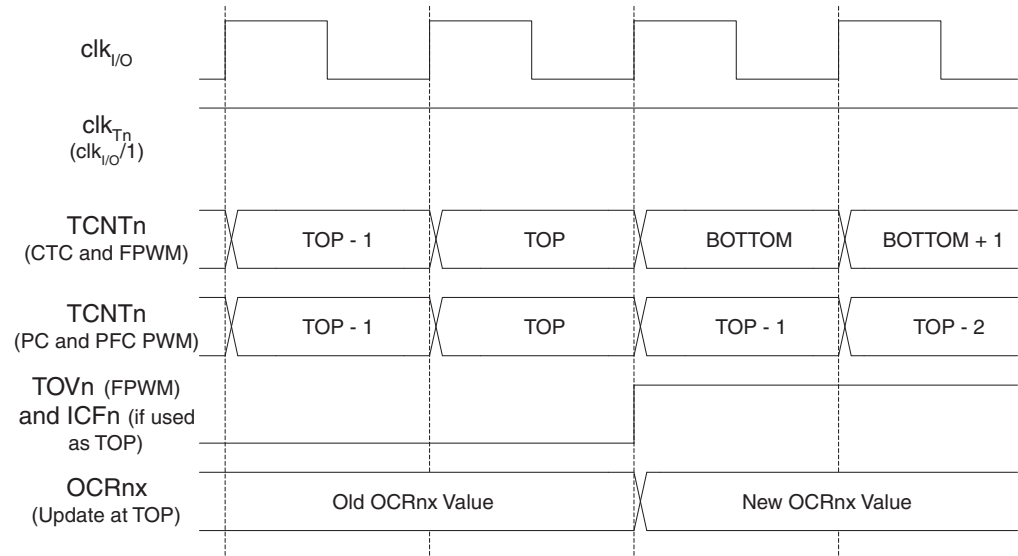 clkI/O
clkTn
(clkI/O/1)
TCNTn
(CTC and FPWM)
TOP - 1
TOP
BOTTOM
BOTTOM + 1
TCNTn
(PC and PFC PWM)
TOP - 1
TOP
TOP - 1
TOP - 2
TOVn (FPWM)
and ICFn (if used
as TOP)
OCRnx
(Update at TOP)
Old OCRnx Value
New OCRnx Value